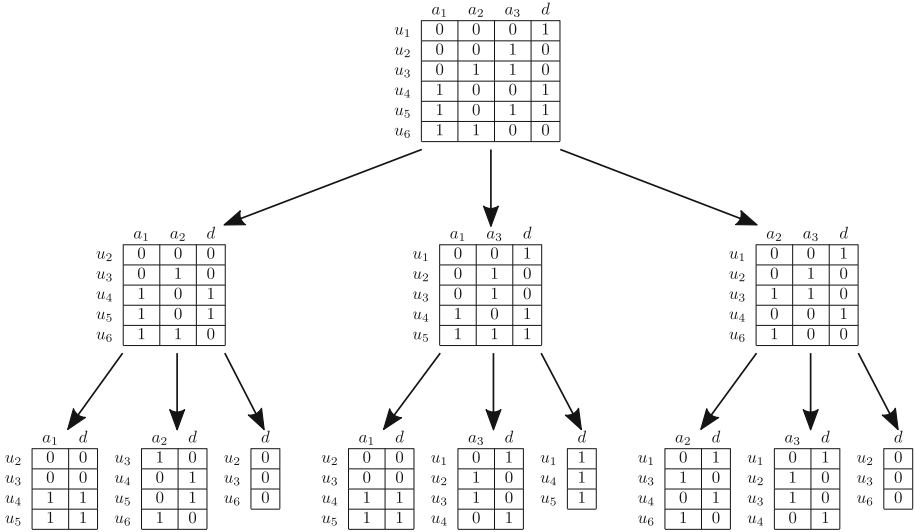 a₁ a₂ a₃ d
u₁ 0 0 0 1
u₂ 0 0 1 0
u₃ 0 1 1 0
u₄ 1 0 0 1
u₅ 1 0 1 1
u₆ 1 1 0 0
a₁ a₂ d
u₂ 0 0 0
u₃ 0 1 0
u₄ 1 0 1
u₅ 1 0 1
u₆ 1 1 0
a₁ a₃ d
u₁ 0 0 1
u₂ 0 1 0
u₃ 0 1 0
u₄ 1 0 1
u₅ 1 1 1
a₂ a₃ d
u₁ 0 0 1
u₂ 0 1 0
u₃ 1 1 0
u₄ 0 0 1
u₆ 1 0 0
a₁ d
u₂ 0 0
u₃ 0 0
u₄ 1 1
u₅ 1 1
a₂ d
u₃ 1 0
u₄ 0 1
u₅ 0 1
u₆ 1 0
d
u₂ 0
u₃ 0
u₆ 0
a₁ d
u₂ 0 0
u₃ 0 0
u₄ 1 1
u₅ 1 1
a₃ d
u₁ 0 1
u₂ 1 0
u₃ 1 0
u₄ 0 1
d
u₁ 1
u₄ 1
u₅ 1
a₂ d
u₁ 0 1
u₃ 1 0
u₄ 0 1
u₆ 1 0
a₃ d
u₁ 0 1
u₂ 1 0
u₃ 1 0
u₄ 0 1
d
u₂ 0
u₃ 0
u₆ 0